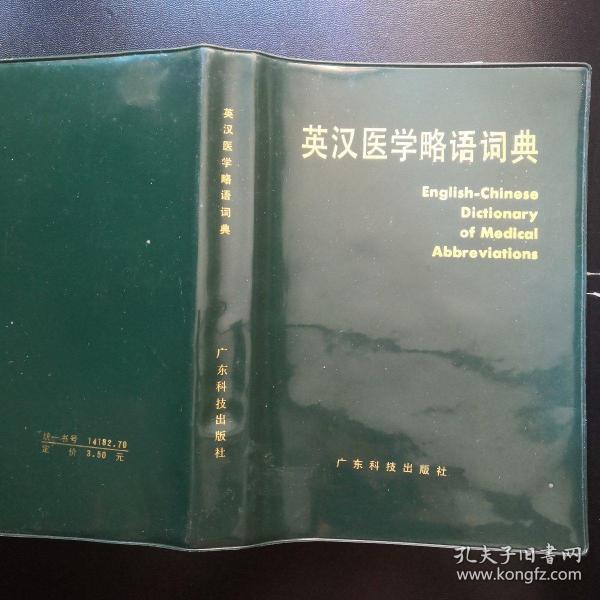 英汉医学略语词典
English-Chinese
Dictionary
of Medical
Abbreviations
广东科技出版社
英汉医学略语词典
广东科技出版社
统一书号 14182.70
定 价 3.50 元
孔夫子旧书网
www.kongfz.com